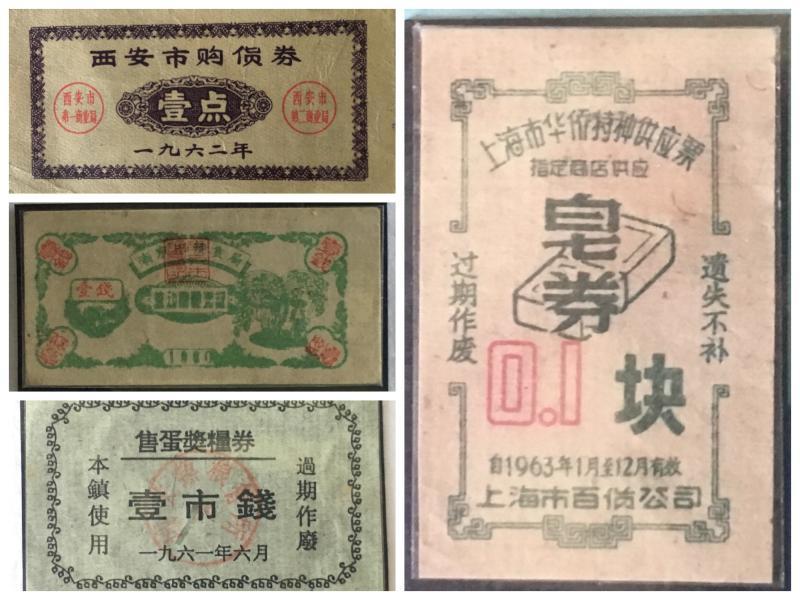 西安市购货券
西安市
第一商业局
壹点
西安市
第二商业局
一九六二年
壹錢
1960
售蛋奬糧券
本鎮使用
壹市錢
過期作廢
一九六一年六月
上海市华侨特种供应票
指定商店供应
皂券
过期作废
遗失不补
0.1块
自1963年1月至12月有效
上海市百货公司